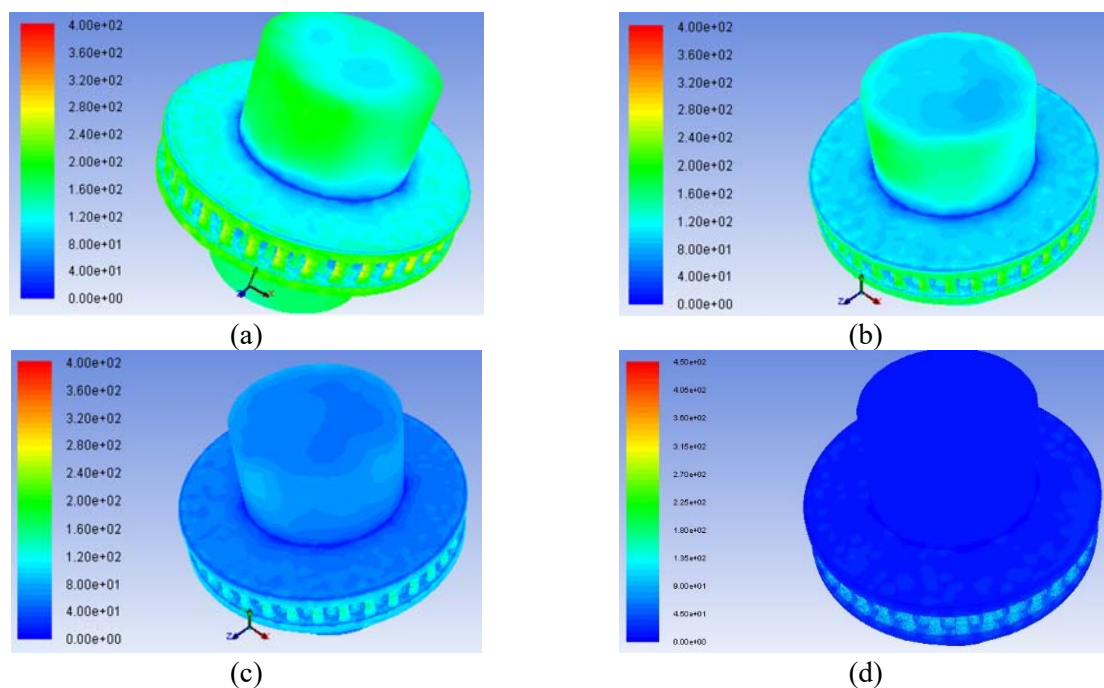 4.00e+02
3.60e+02
3.20e+02
2.80e+02
2.40e+02
2.00e+02
1.60e+02
1.20e+02
8.00e+01
4.00e+01
0.00e+00
Z X
(a)
4.00e+02
3.60e+02
3.20e+02
2.80e+02
2.40e+02
2.00e+02
1.60e+02
1.20e+02
8.00e+01
4.00e+01
0.00e+00
Z X
(b)
4.00e+02
3.60e+02
3.20e+02
2.80e+02
2.40e+02
2.00e+02
1.60e+02
1.20e+02
8.00e+01
4.00e+01
0.00e+00
Z X
(c)
4.50e+02
4.05e+02
3.60e+02
3.15e+02
2.70e+02
2.25e+02
1.80e+02
1.35e+02
9.00e+01
4.50e+01
0.00e+00
(d)